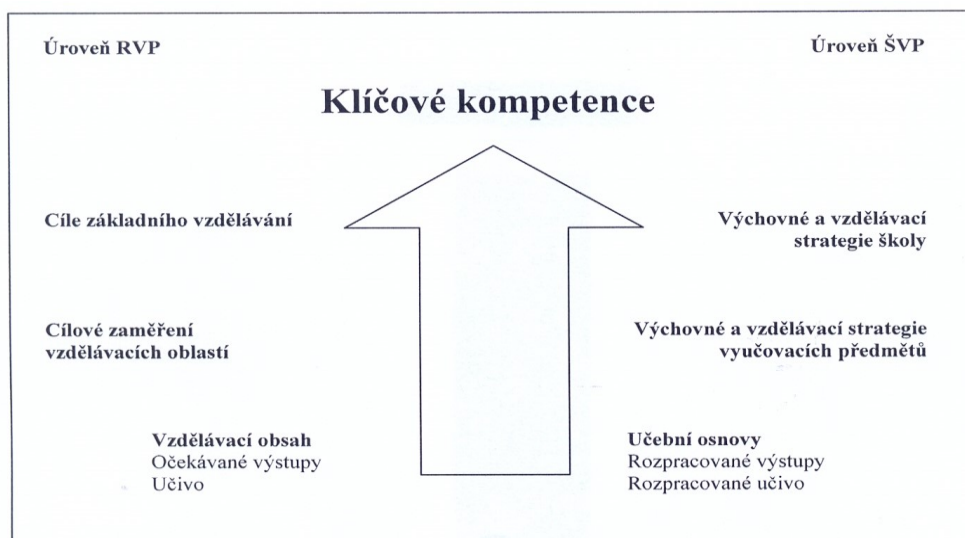 Úroveň RVP
Úroveň ŠVP
Klíčové kompetence
Cíle základního vzdělávání
Výchovné a vzdělávací
strategie školy
Cílové zaměření
vzdělávacích oblastí
Výchovné a vzdělávací strategie
vyučovacích předmětů
Vzdělávací obsah
Očekávané výstupy
Učivo
Učební osnovy
Rozpracované výstupy
Rozpracované učivo